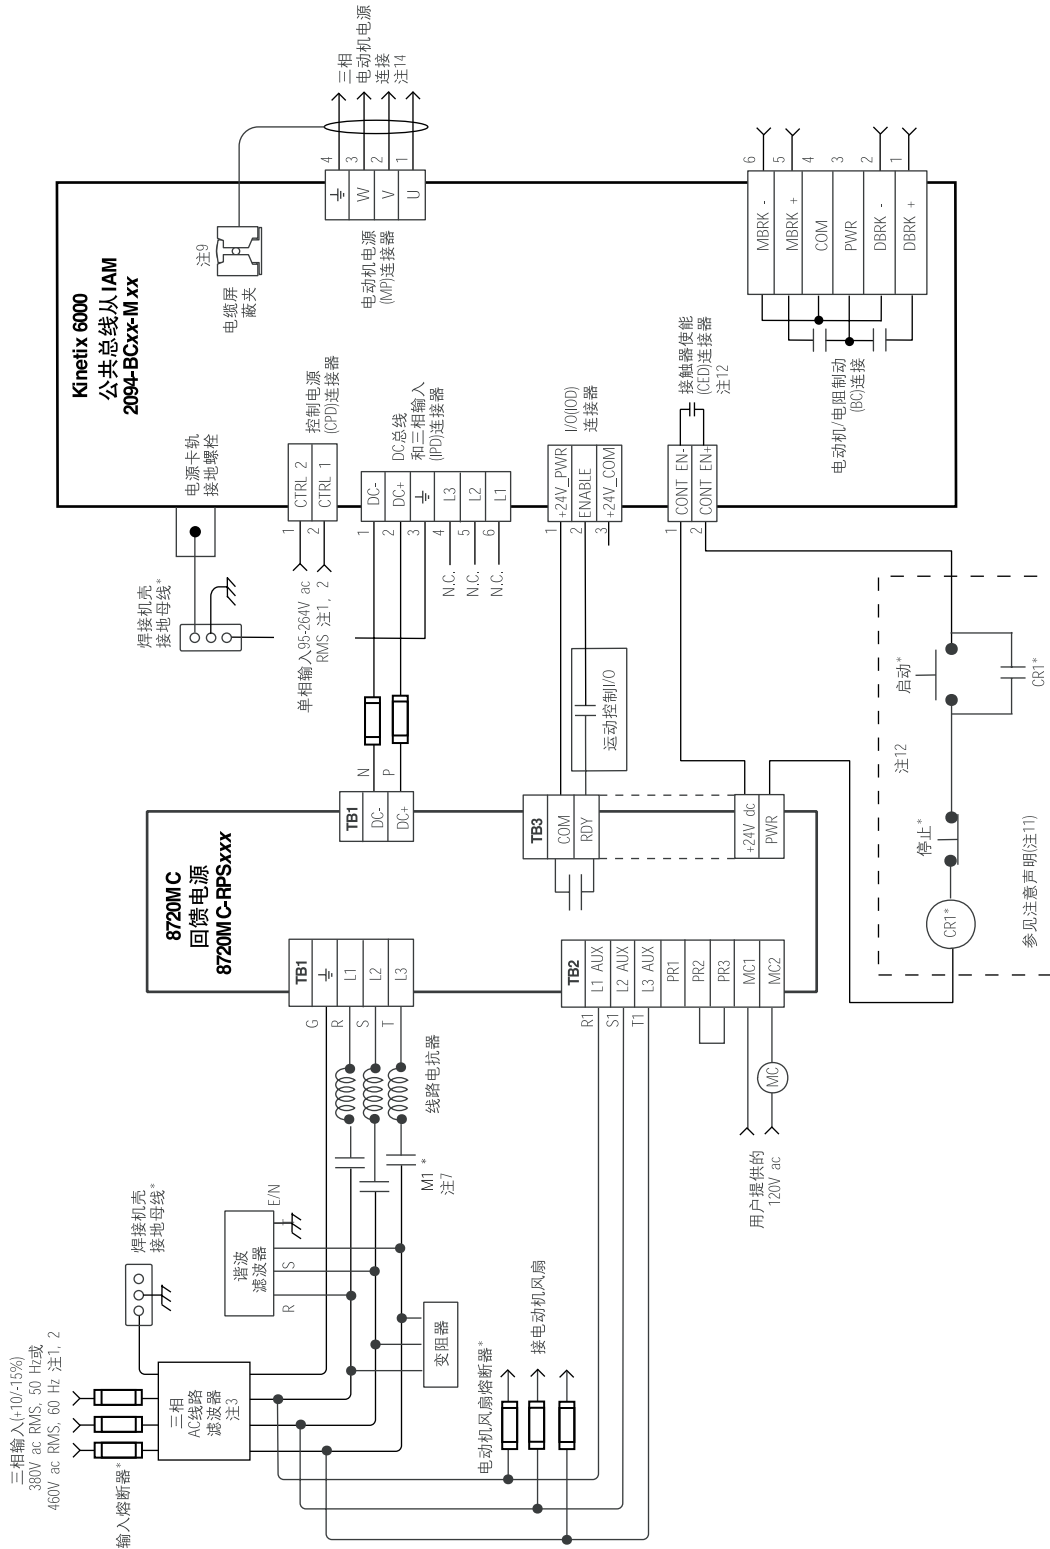 三相输入(+10/-15%)
380V ac RMS, 50 Hz或
460V ac RMS, 60 Hz 注1, 2
输入熔断器*
三相
AC线路
滤波器
注3
焊接机壳
接地母线*
谐波
滤波器
E/N
S
R
变阻器
M1 *
注7
线路电抗器
电动机风扇熔断器*
接电动机风扇
用户提供的
120V ac
MC
8720MC
回馈电源
8720MC-RPSxxx
TB1
L1
L2
L3
G
R
S
T
TB2
L1 AUX
L2 AUX
L3 AUX
PR1
PR2
PR3
MC1
MC2
R1
S1
T1
TB1
DC-
DC+
N
P
TB3
COM
RDY
+24V dc
PWR
运动控制I/O
焊接机壳
接地母线*
单相输入95-264V ac
RMS 注1, 2
电源卡轨
接地螺栓
Kinetix 6000
公共总线从IAM
2094-BCxx-Mxx
CTRL 2
CTRL 1
1
2
控制电源
(CPD)连接器
DC-
DC+
L3
L2
L1
1
2
3
4
5
6
N.C.
N.C.
N.C.
DC总线
和三相输入
(IPD)连接器
+24V_PWR
ENABLE
+24V_COM
1
2
3
I/O(IOD)
连接器
CONT EN-
CONT EN+
1
2
接触器使能
(CED)连接器
注12
注9
电缆屏
蔽夹
W
V
U
4
3
2
1
电动机电源
(MP)连接器
三相
电动机电源
连接
注14
MBRK -
MBRK +
COM
PWR
DBRK -
DBRK +
6
5
4
3
2
1
电动机/电阻制动
(BC)连接
注12
启动*
CR1*
停止*
CR1*
参见注意声明(注11)